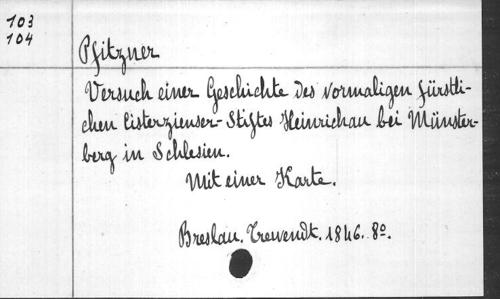 103
104
Pfitzner
Versuch einer Geschichte des vormaligen fürstli-
chen Cisterzienser-Stiftes Heinrichau bei Münster-
berg in Schlesien.
Mit einer Karte.
Breslau. Trewendt. 1846. 8º.